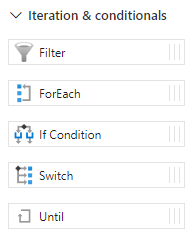 Iteration & conditionals
Filter
ForEach
If Condition
Switch
Until